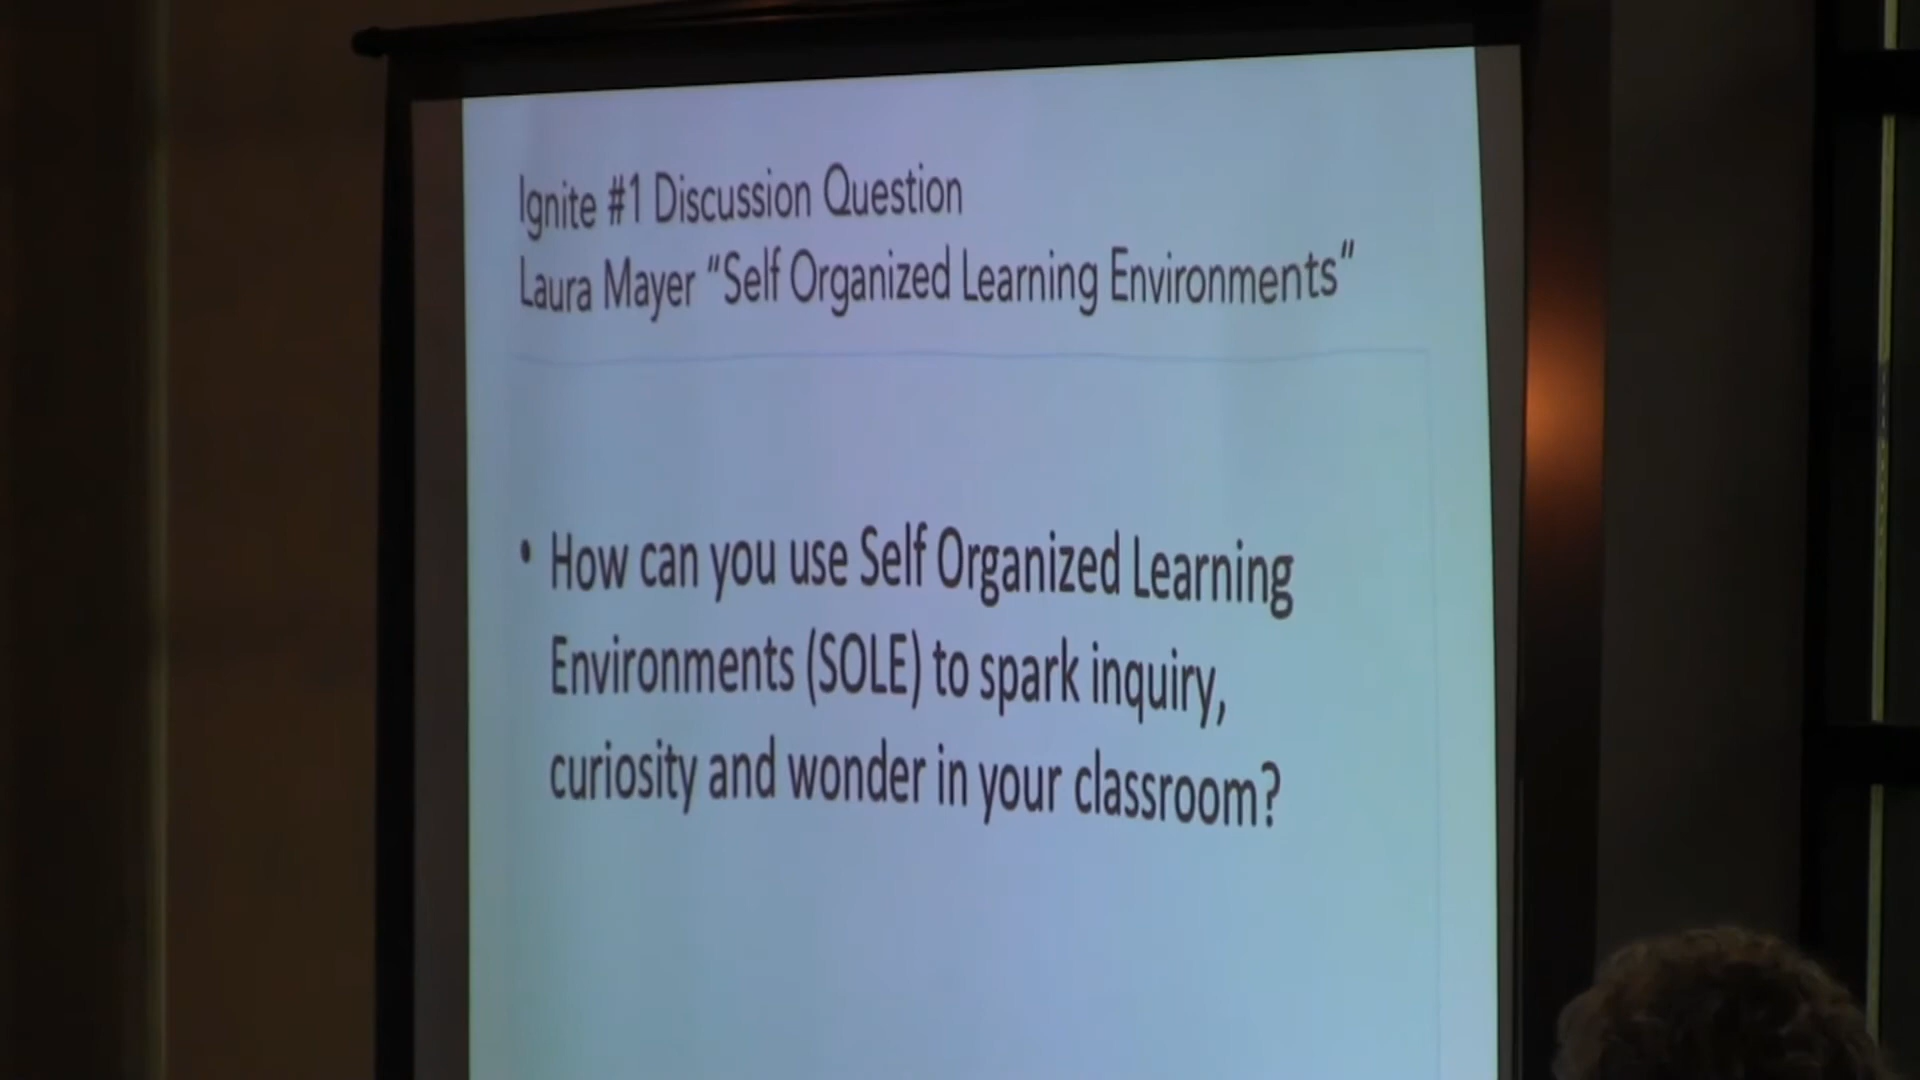 Ignite #1 Discussion Question
Laura Mayer “Self Organized Learning Environments”
• How can you use Self Organized Learning
Environments (SOLE) to spark inquiry,
curiosity and wonder in your classroom?